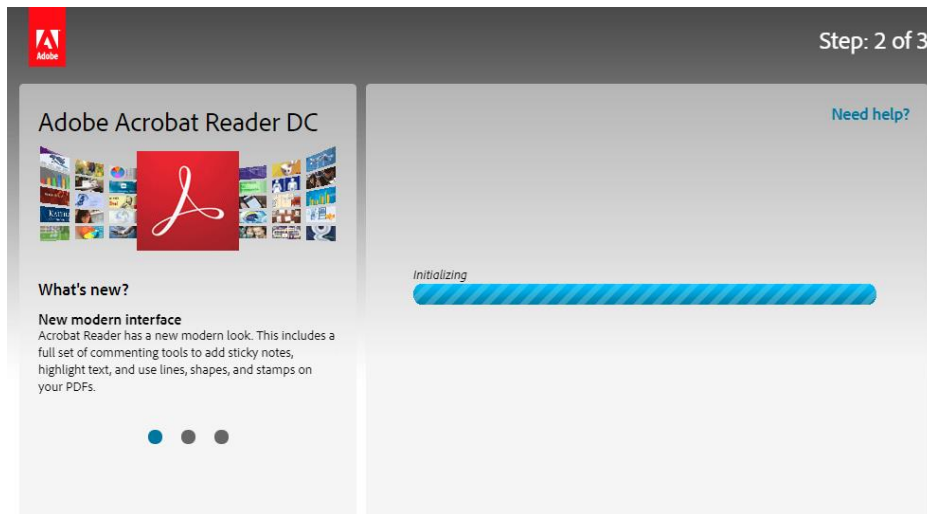 Adobe
Step: 2 of 3
Adobe Acrobat Reader DC
Need help?
Initializing
What's new?
New modern interface
Acrobat Reader has a new modern look. This includes a
full set of commenting tools to add sticky notes,
highlight text, and use lines, shapes, and stamps on
your PDFs.